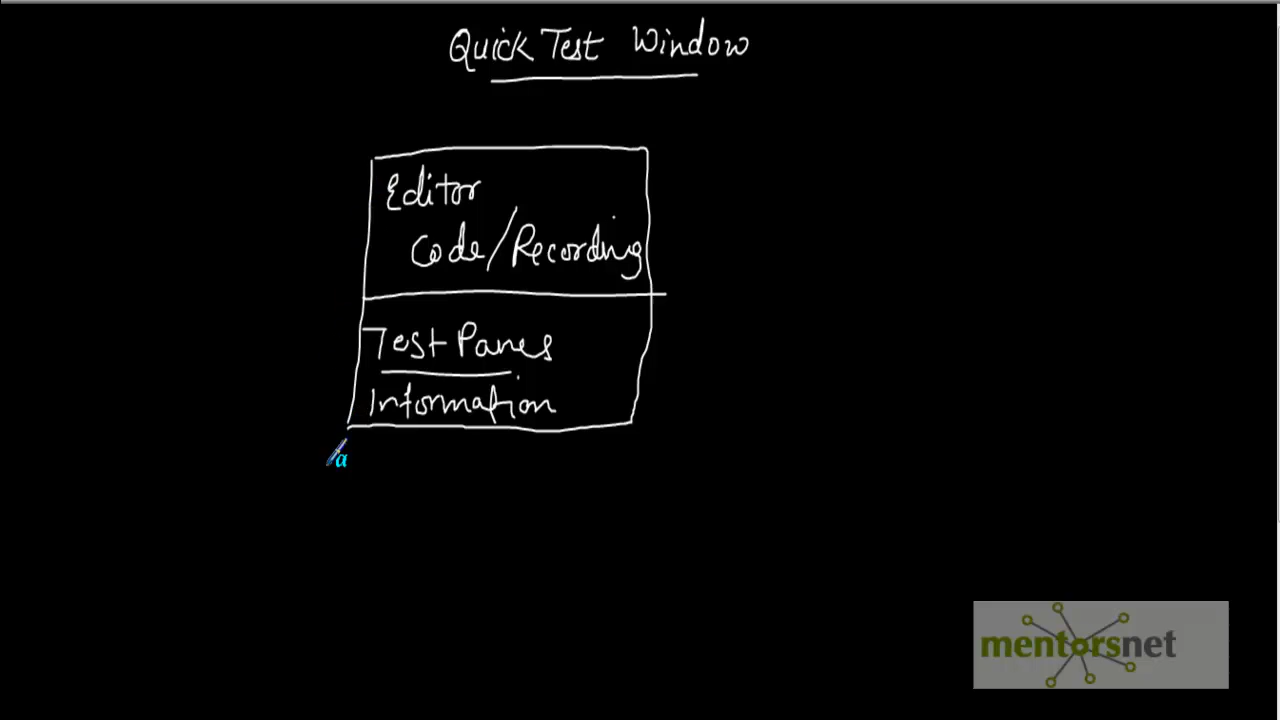 Quick Test Window
Editor
Code/Recording
Test Panes
Information
a
mentorsnet